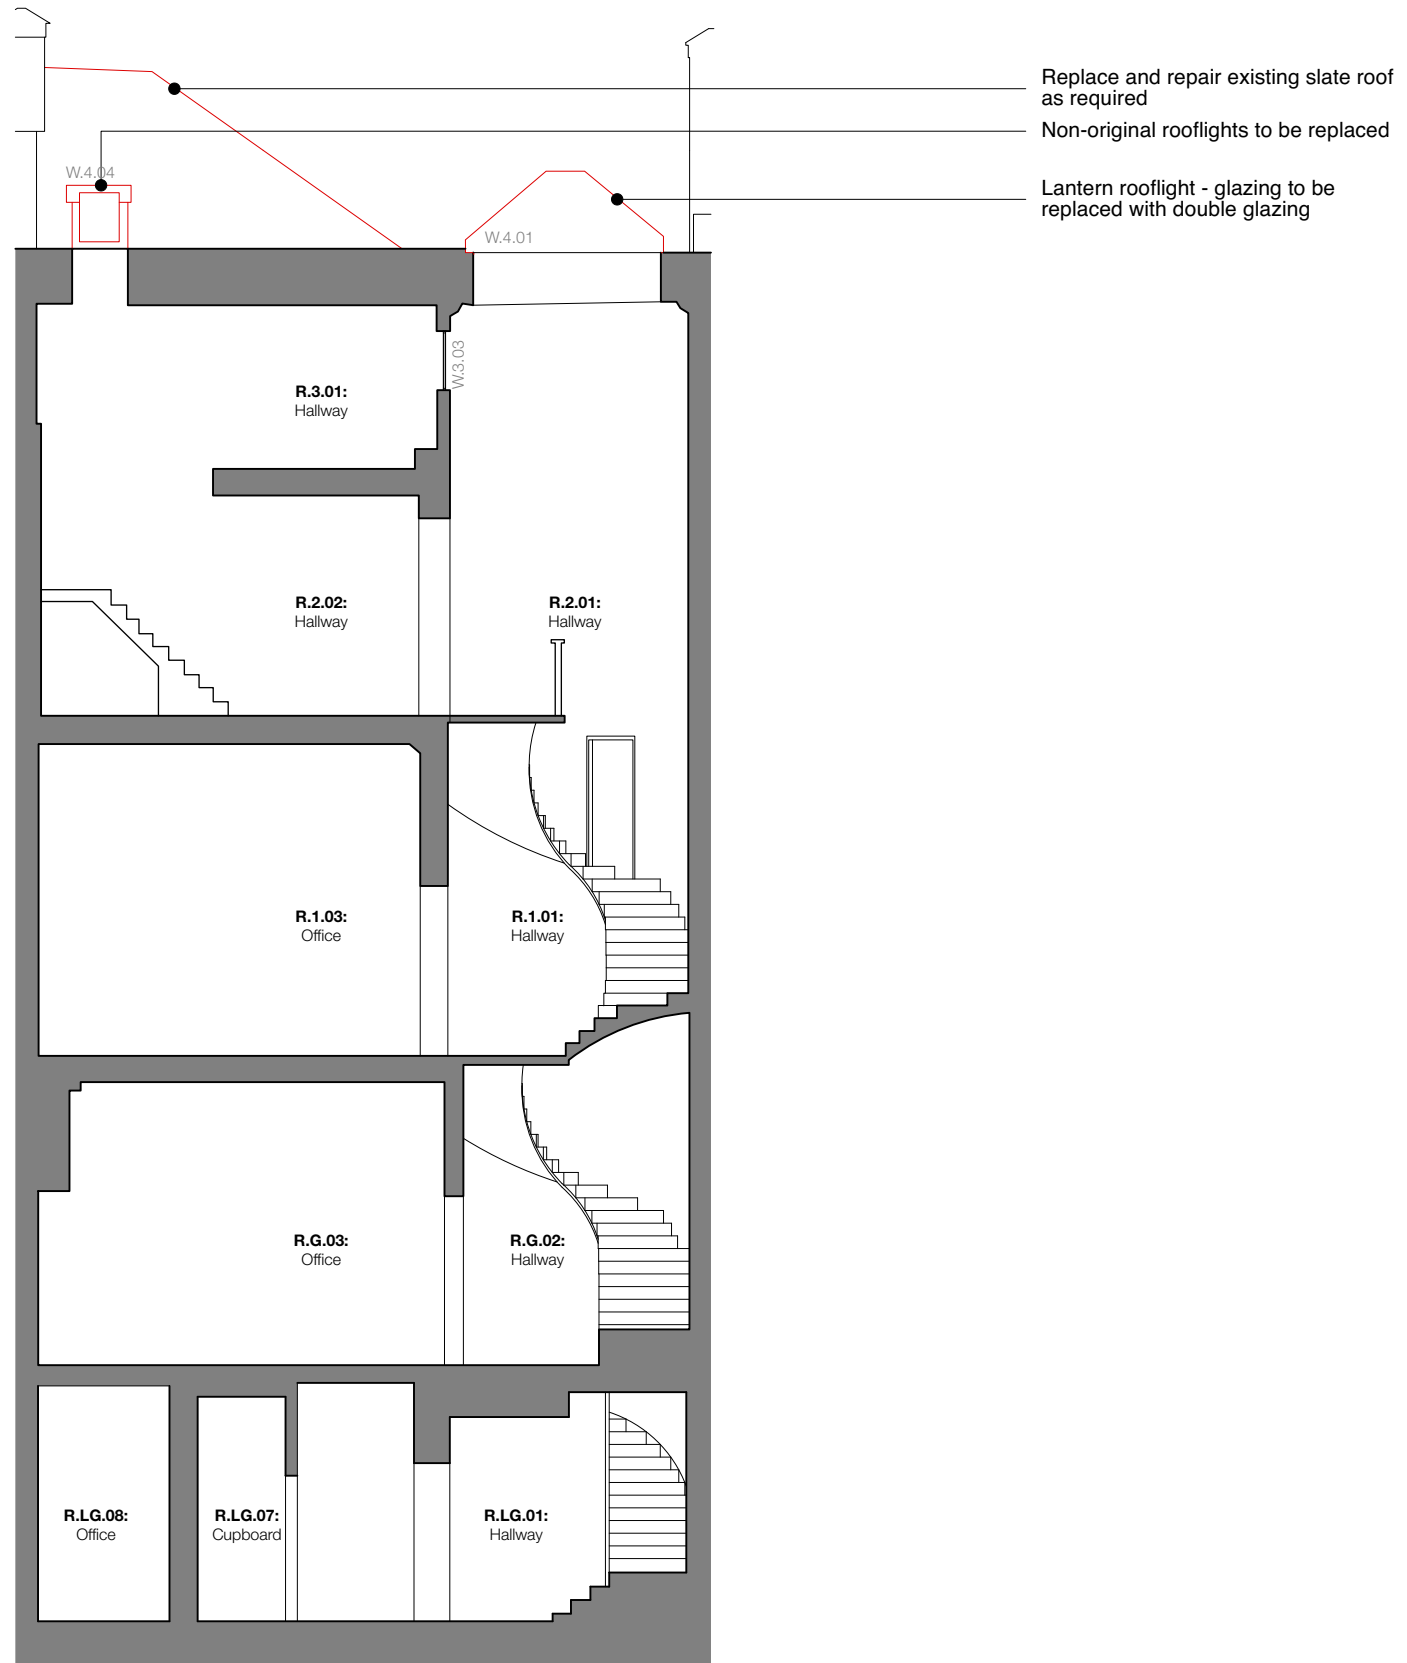 Replace and repair existing slate roof
as required
Non-original rooflights to be replaced
W.4.04
Lantern rooflight - glazing to be
replaced with double glazing
W.4.01
W.3.03
R.3.01:
Hallway
R.2.02:
Hallway
R.2.01:
Hallway
R.1.03:
Office
R.1.01:
Hallway
R.G.03:
Office
R.G.02:
Hallway
R.LG.08:
Office
R.LG.07:
Cupboard
R.LG.01:
Hallway